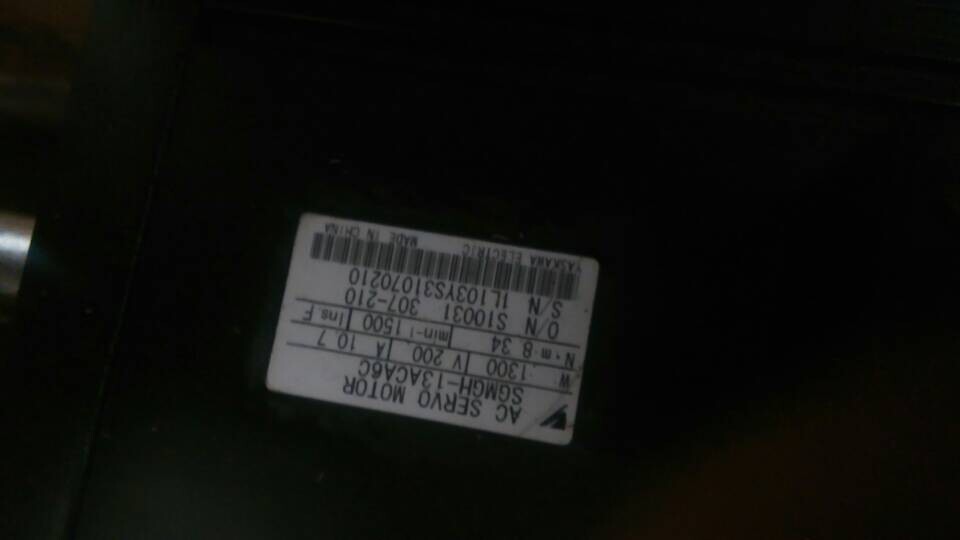 AC SERVO MOTOR
SGMGH-13ACA6C
W 1300 V 200 A 10.7
N·m 8.34 min-1 1500 Ins F
O/N S10031 307-210
S/N 1L103YS31070210
YASKAWA ELECTRIC MADE IN CHINA